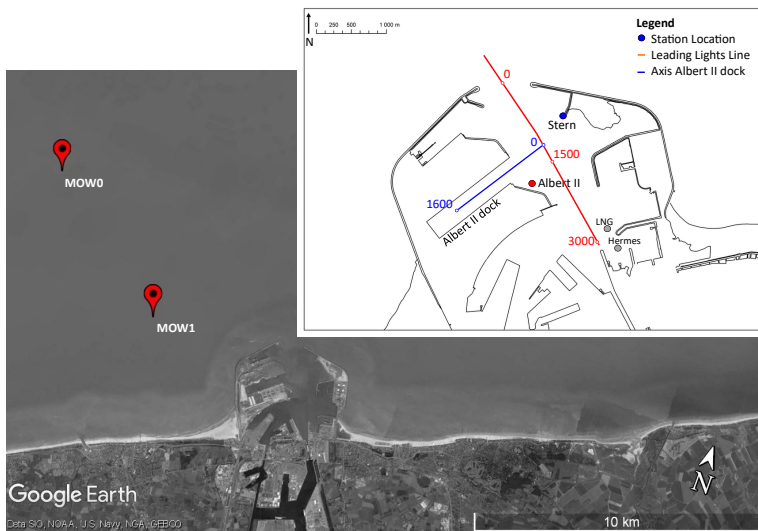 0 250 500 1 000 m
N
Legend
Station Location
Leading Lights Line
Axis Albert II dock
0
Stern
0
1500
Albert II
1600
Albert II dock
LNG
Hermes
3000
MOW0
MOW1
N
Google Earth
Data SIO, NOAA, U.S. Navy, NGA, GEBCO
10 km